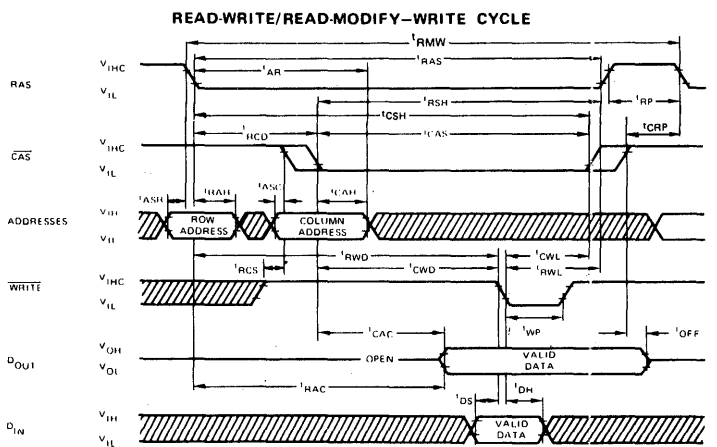 READ-WRITE/READ-MODIFY–WRITE CYCLE
tRMW
tRAS
tAR
RAS
VIHC
VIL
tRSH
tRP
tCSH
tRCD
tCAS
tCRP
CAS
VIHC
VIL
tASR
tRAH
tASC
tCAH
ADDRESSES
VIH
VIL
ROW
ADDRESS
COLUMN
ADDRESS
tRWD
tCWL
tRCS
tCWD
tRWL
WRITE
VIHC
VIL
tCAC
tWP
tOFF
DOUT
VOH
VOL
OPEN
VALID
DATA
tRAC
tDS
tDH
DIN
VIH
VIL
VALID
DATA